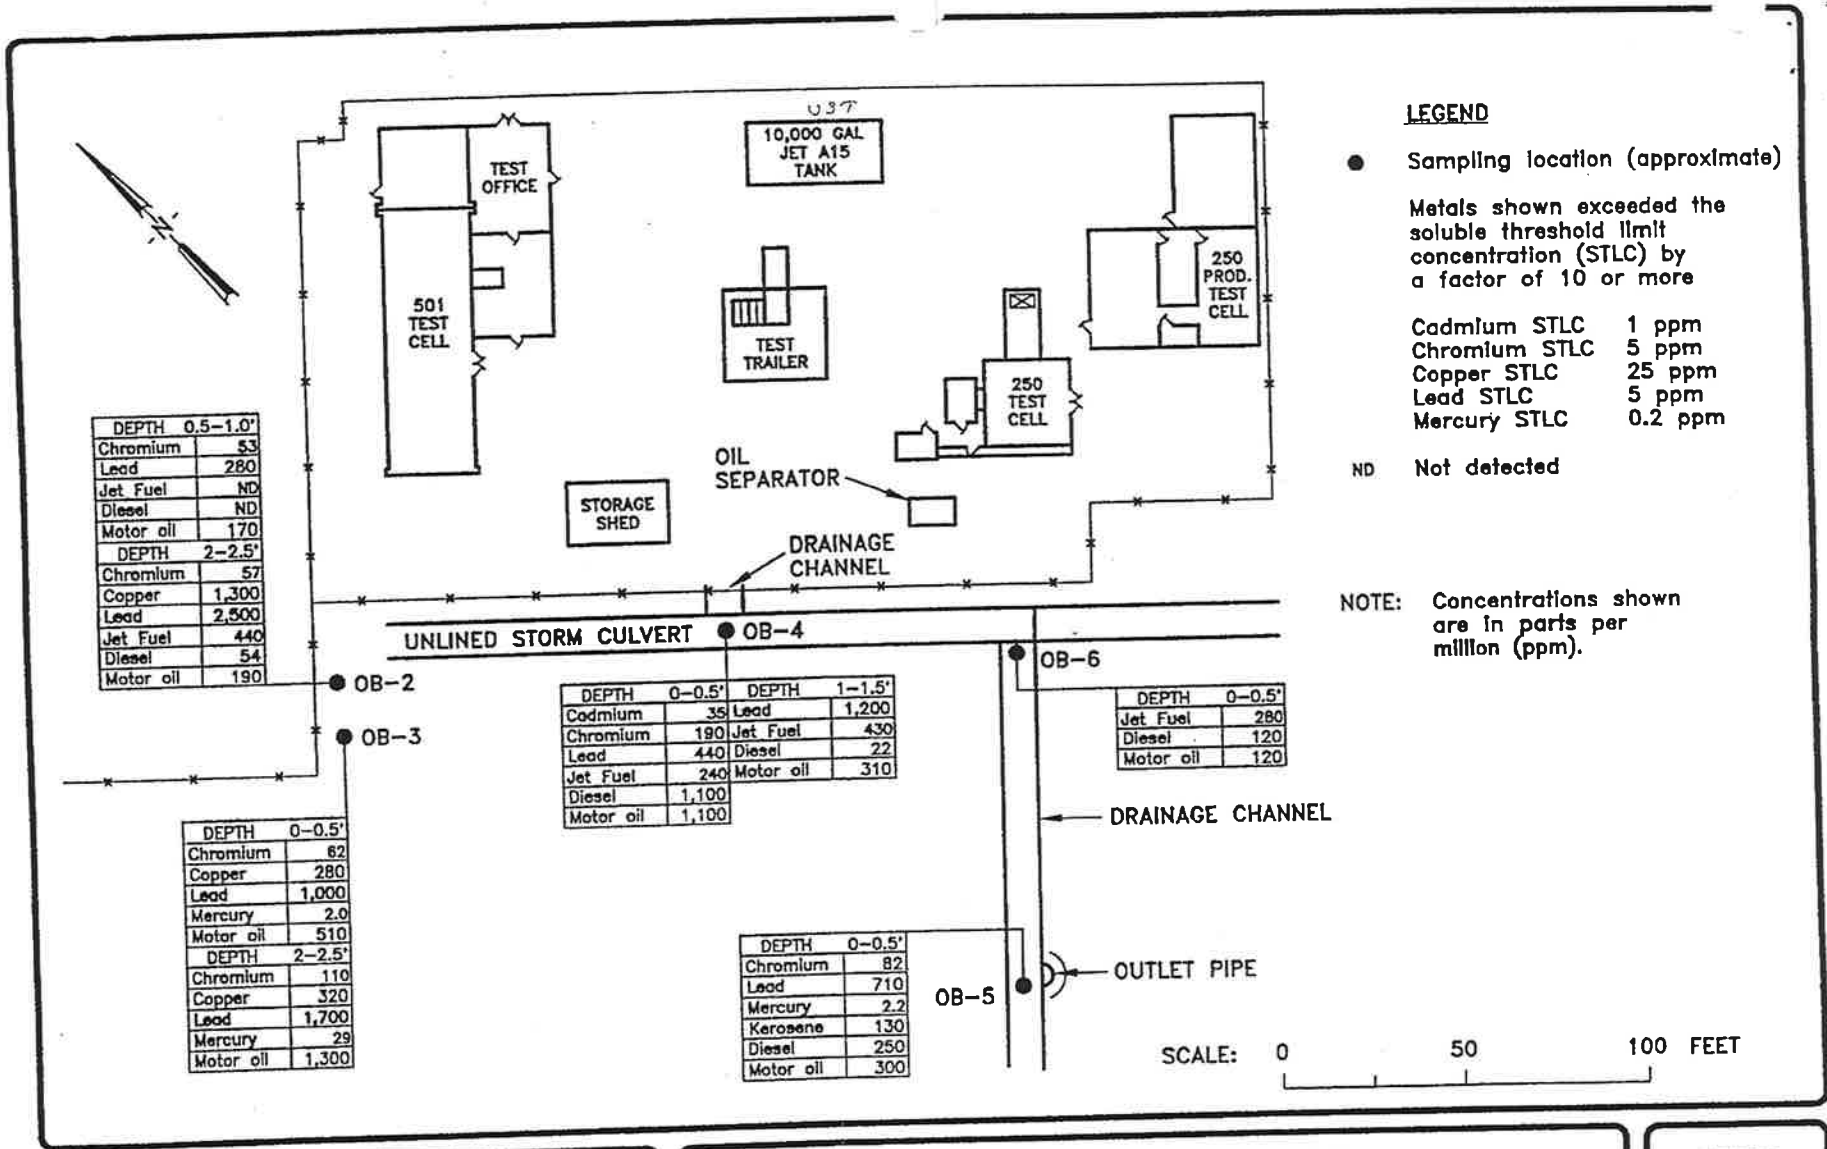 UST
10,000 GAL
JET A15
TANK
TEST
OFFICE
501
TEST
CELL
TEST
TRAILER
250
PROD.
TEST
CELL
250
TEST
CELL
OIL
SEPARATOR
STORAGE
SHED
DRAINAGE
CHANNEL
N
LEGEND
Sampling location (approximate)
Metals shown exceeded the
soluble threshold limit
concentration (STLC) by
a factor of 10 or more
Cadmium STLC 1 ppm
Chromium STLC 5 ppm
Copper STLC 25 ppm
Lead STLC 5 ppm
Mercury STLC 0.2 ppm
ND Not detected
NOTE: Concentrations shown
are in parts per
million (ppm).
DEPTH 0.5-1.0'
Chromium 53
Lead 280
Jet Fuel ND
Diesel ND
Motor oil 170
DEPTH 2-2.5'
Chromium 57
Copper 1,300
Lead 2,500
Jet Fuel 440
Diesel 54
Motor oil 190
OB-2
OB-3
UNLINED STORM CULVERT
OB-4
OB-6
DEPTH 0-0.5' DEPTH 1-1.5'
Cadmium 35 Lead 1,200
Chromium 190 Jet Fuel 430
Lead 440 Diesel 22
Jet Fuel 240 Motor oil 310
Diesel 1,100
Motor oil 1,100
DEPTH 0-0.5'
Jet Fuel 280
Diesel 120
Motor oil 120
DRAINAGE CHANNEL
DEPTH 0-0.5'
Chromium 62
Copper 280
Lead 1,000
Mercury 2.0
Motor oil 510
DEPTH 2-2.5'
Chromium 110
Copper 320
Lead 1,700
Mercury 29
Motor oil 1,300
DEPTH 0-0.5'
Chromium 82
Lead 710
Mercury 2.2
Kerosene 130
Diesel 250
Motor oil 300
OB-5
OUTLET PIPE
SCALE: 0 50 100 FEET